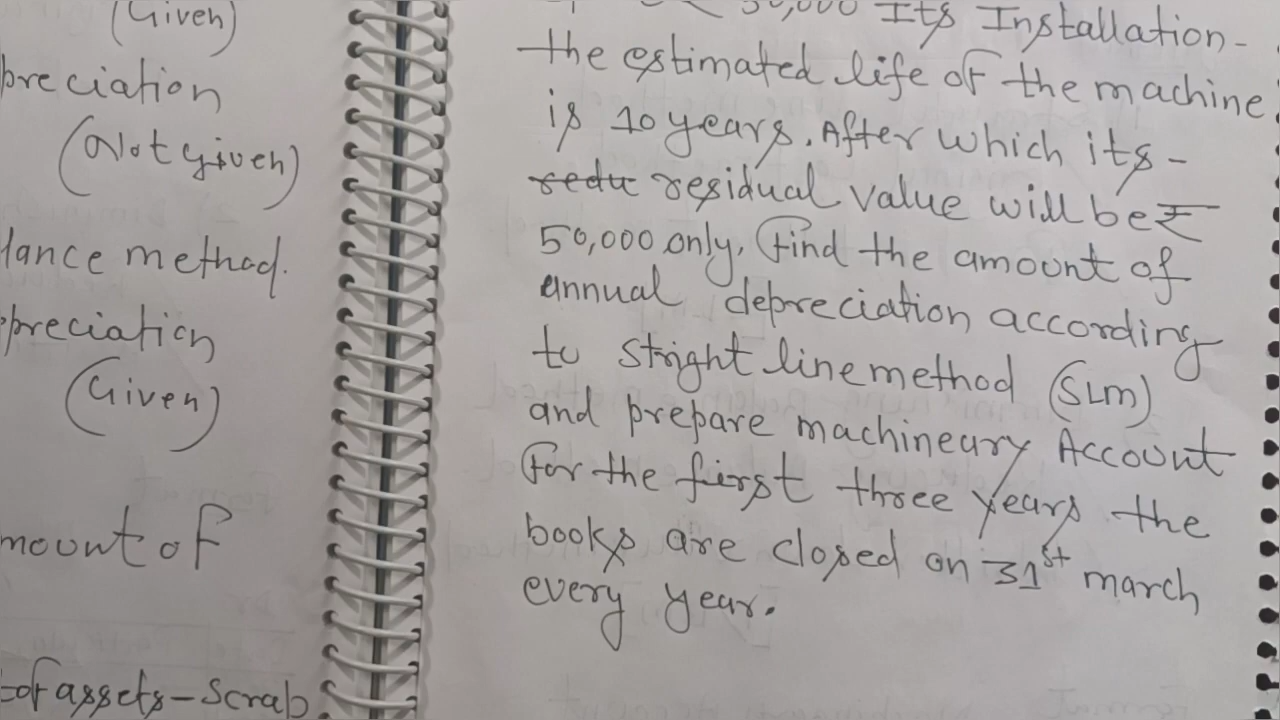 (Given)
preciation
(Not given)
lance method.
preciation
(Given)
mount of
of assets - Scrab
50,000 Its Installation-
the estimated life of the machine
is 10 years. After which its -
redu residual value will be ₹
50,000 only. Find the amount of
annual depreciation according
to stright line method (SLM)
and prepare machineary Account
For the first three years the
books are closed on 31st march
every year.